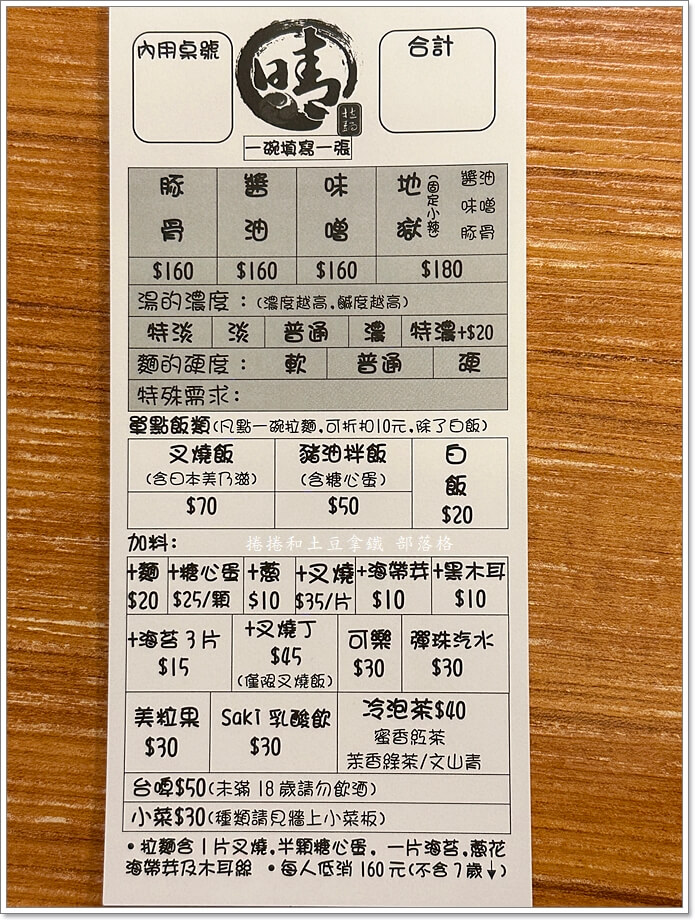 內用桌號
晴
拉麵
合計
一碗填寫一張
豚骨 醬油 味噌 地獄(固定小辣) 醬油 味噌 豚骨
$160 $160 $160 $180
湯的濃度：(濃度越高,鹹度越高)
特淡 淡 普通 濃 特濃+$20
麵的硬度： 軟 普通 硬
特殊需求:
單點飯類(凡點一碗拉麵,可折扣10元,除了白飯)
叉燒飯 豬油拌飯 白飯
(含日本美乃滋) (含糖心蛋)
$70 $50 $20
捲捲和土豆拿鐵 部落格
加料:
+麵 +糖心蛋 +蔥 +叉燒 +海帶芽 +黑木耳
$20 $25/顆 $10 $35/片 $10 $10
+海苔3片 +叉燒丁 可樂 彈珠汽水
$15 $45 $30 $30
(僅限叉燒飯)
美粒果 Saki 乳酸飲 冷泡茶$40
$30 $30 蜜香紅茶
茉香綠茶/文山青
台啤$50(未滿 18 歲請勿飲酒)
小菜$30(種類請見牆上小菜板)
•拉麵含1片叉燒,半顆糖心蛋, 一片海苔,蔥花
海帶芽及木耳絲 •每人低消 160 元(不含7歲↓)